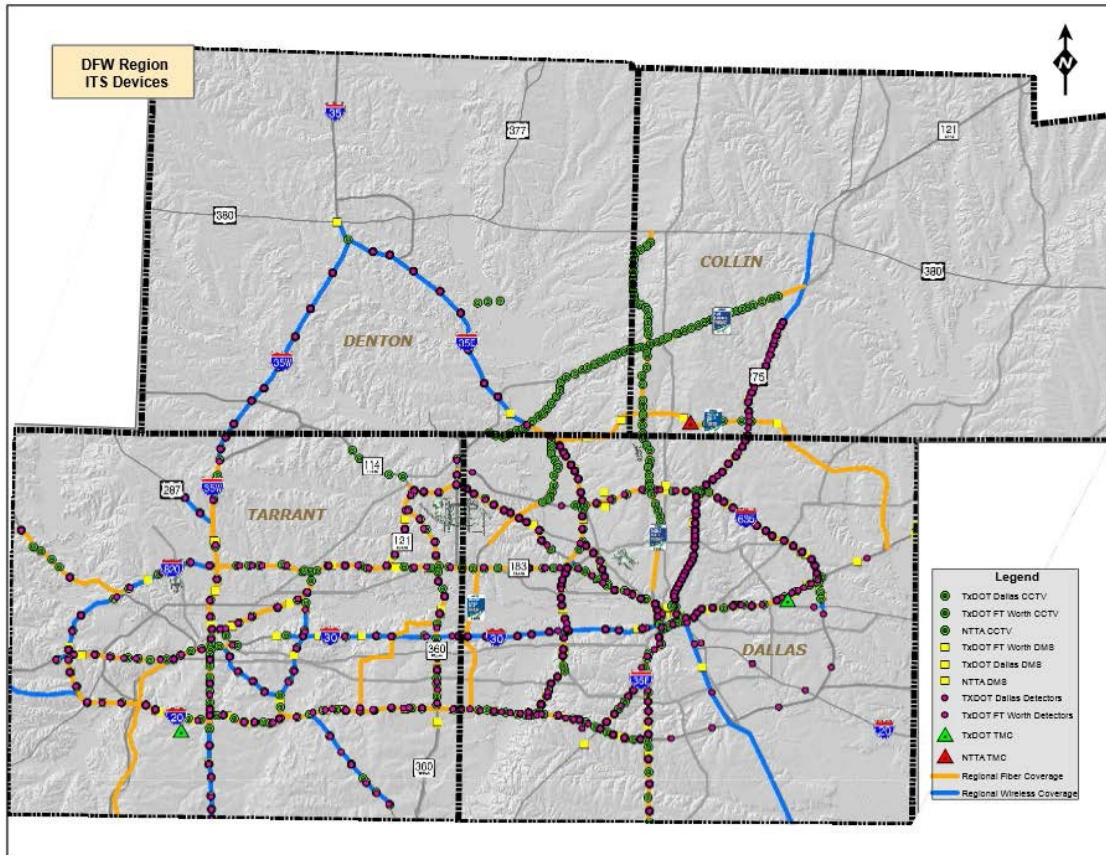 DFW Region
ITS Devices
N
35
377
121
380
COLLIN
380
DENTON
35E
35W
75
114
35W
287
TARRANT
635
121
820
183
30
30
360
DALLAS
35E
20
20
360
Legend
TxDOT Dallas CCTV
TxDOT FT Worth CCTV
NTTA CCTV
TxDOT FT Worth DMS
TxDOT Dallas DMS
NTTA DMS
TXDOT Dallas Detectors
TxDOT FT Worth Detectors
TxDOT TMC
NTTA TMC
Regional Fiber Coverage
Regional Wireless Coverage